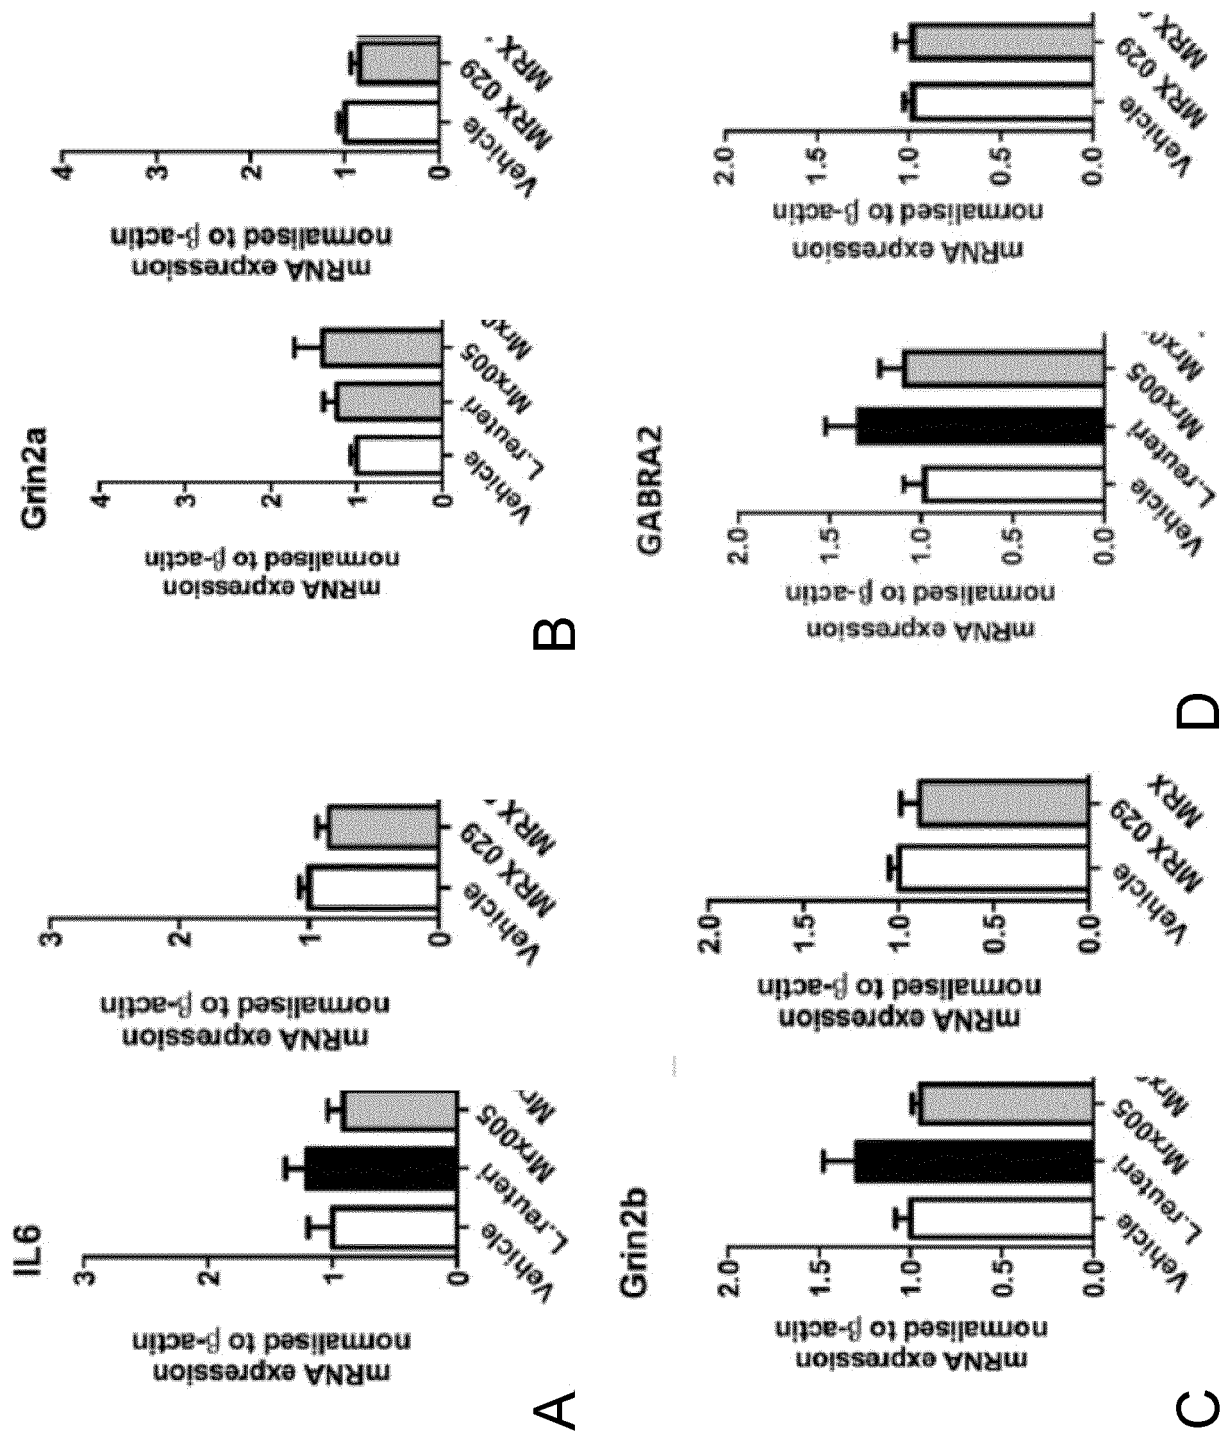 IL6
mRNA expression
normalised to β-actin
3
2
1
0
Vehicle
L.reuteri
Mrx005
mRNA expression
normalised to β-actin
3
2
1
0
Vehicle
MRX 029
MRX
A
Grin2a
mRNA expression
normalised to β-actin
4
3
2
1
0
Vehicle
L.reuteri
Mrx005
mRNA expression
normalised to β-actin
4
3
2
1
0
Vehicle
MRX 029
MRX
B
Grin2b
mRNA expression
normalised to β-actin
2.0
1.5
1.0
0.5
0.0
Vehicle
L.reuteri
Mrx005
mRNA expression
normalised to β-actin
2.0
1.5
1.0
0.5
0.0
Vehicle
MRX 029
MRX
C
GABRA2
mRNA expression
normalised to β-actin
2.0
1.5
1.0
0.5
0.0
Vehicle
L.reuteri
Mrx005
mRNA expression
normalised to β-actin
2.0
1.5
1.0
0.5
0.0
Vehicle
MRX 029
MRX
D